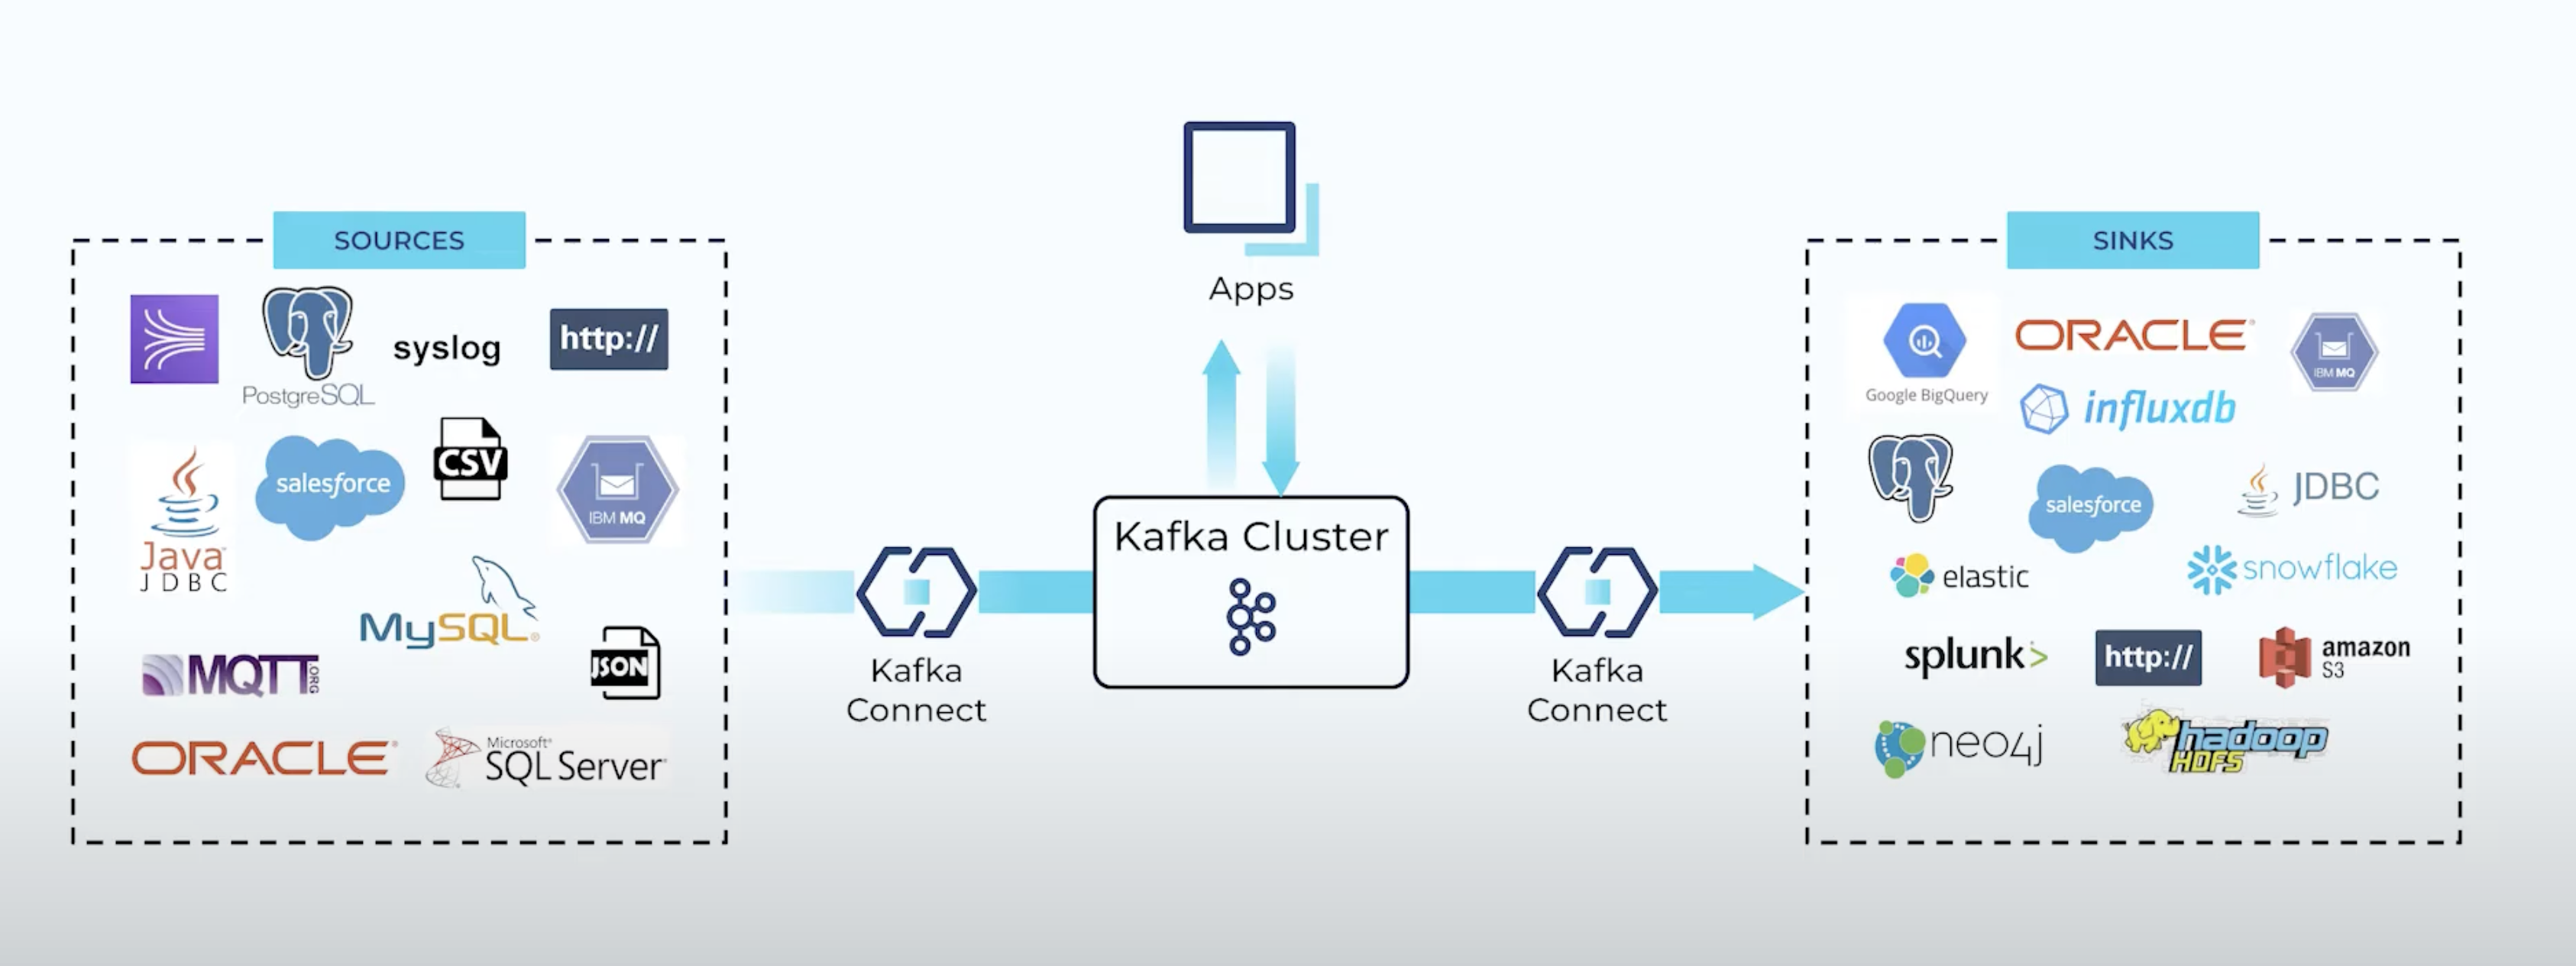 SOURCES
PostgreSQL
syslog
http://
Java
JDBC
salesforce
CSV
IBM MQ
MySQL
MQTT.ORG
JSON
ORACLE
Microsoft
SQL Server
Kafka
Connect
Apps
Kafka Cluster
Kafka
Connect
SINKS
Google BigQuery
ORACLE
IBM MQ
influxdb
salesforce
JDBC
elastic
snowflake
splunk>
http://
amazon
S3
neo4j
hadoop
HDFS